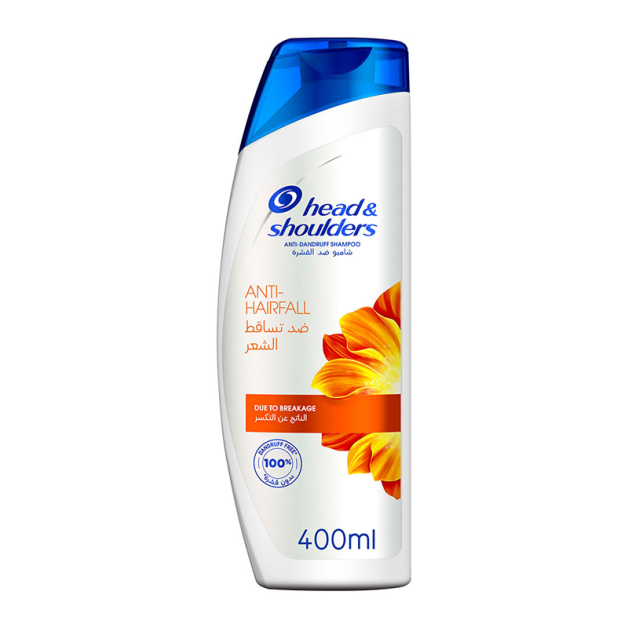 head &
shoulders
ANTI-DANDRUFF SHAMPOO
شامبو ضد القشرة
ANTI-
HAIRFALL
ضد تساقط
الشعر
DUE TO BREAKAGE
الناتج عن التكسر
DANDRUFF FREE*
100%
بدون قشرة*
400ml